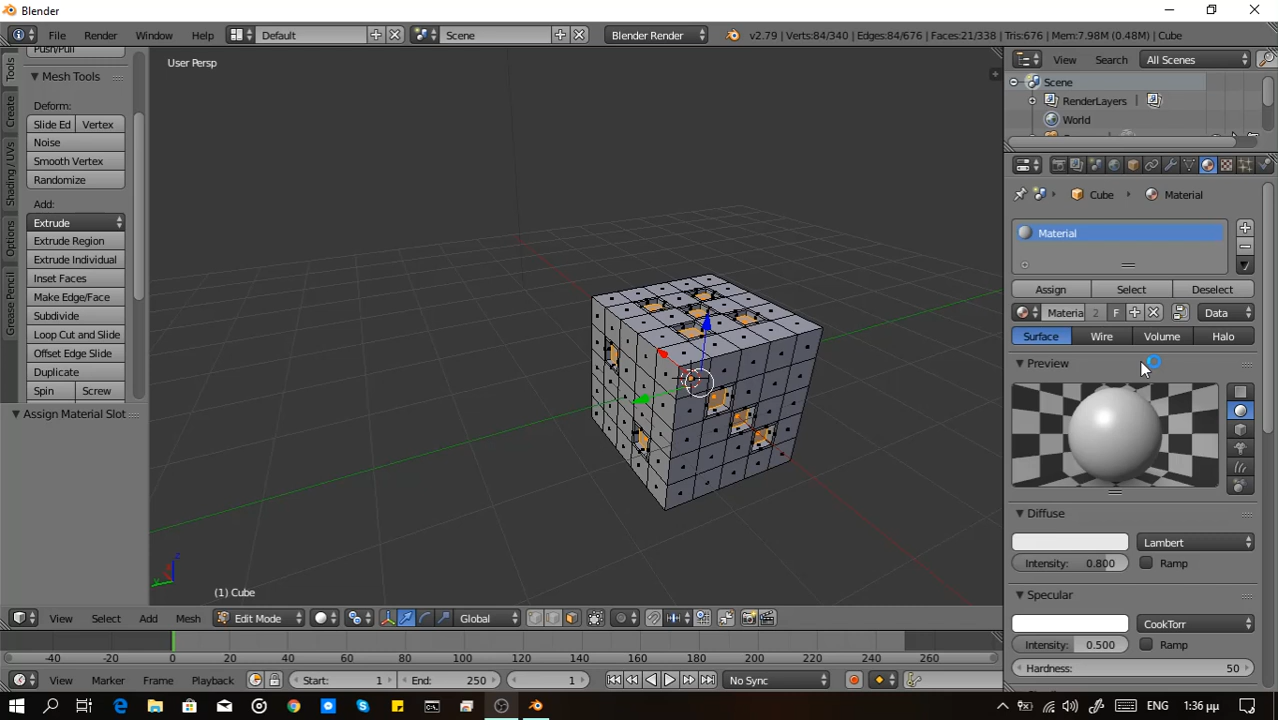 Blender
File Render Window Help Default Scene Blender Render v2.79 | Verts:84/340 | Edges:84/676 | Faces:21/338 | Tris:676 | Mem:7.98M (0.48M) | Cube
Push/Pull
Mesh Tools
Deform:
Slide Ed Vertex
Noise
Smooth Vertex
Randomize
Add:
Extrude
Extrude Region
Extrude Individual
Inset Faces
Make Edge/Face
Subdivide
Loop Cut and Slide
Offset Edge Slide
Duplicate
Spin Screw
Assign Material Slot
Tools
Create
Shading / UVs
Options
Grease Pencil
User Persp
z
y
(1) Cube
View Select Add Mesh Edit Mode Global
-40 -20 0 20 40 60 80 100 120 140 160 180 200 220 240 260
View Marker Frame Playback Start: 1 End: 250 1 No Sync
View Search All Scenes
Scene
RenderLayers
World
Cube Material
Material
Assign Select Deselect
Materia 2 F Data
Surface Wire Volume Halo
Preview
Diffuse
Lambert
Intensity: 0.800 Ramp
Specular
CookTorr
Intensity: 0.500 Ramp
Hardness: 50
1:36 μμ